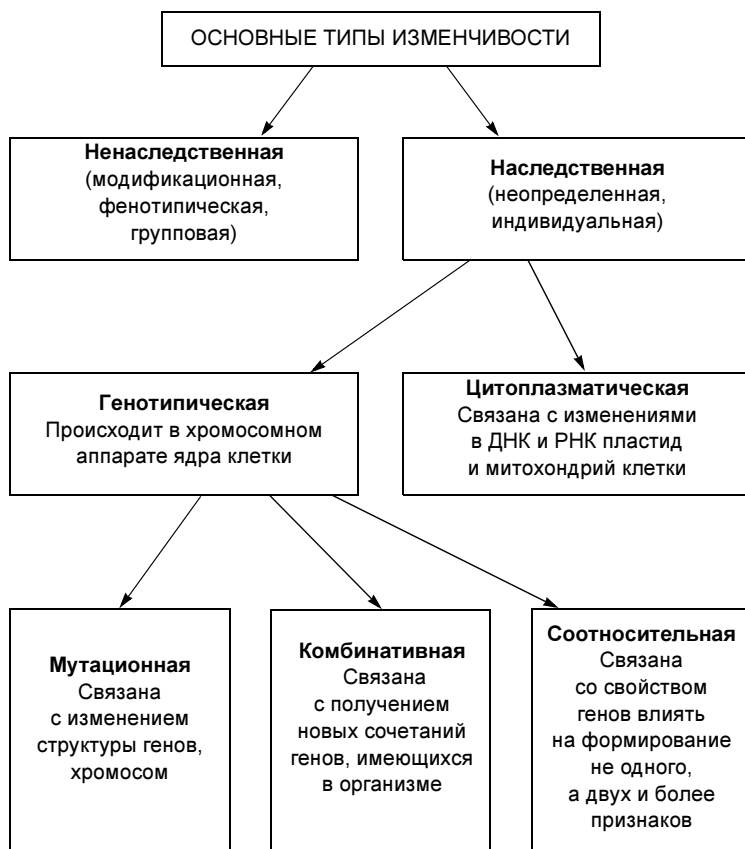 ОСНОВНЫЕ ТИПЫ ИЗМЕНЧИВОСТИ
Ненаследственная
(модификационная,
фенотипическая,
групповая)
Наследственная
(неопределенная,
индивидуальная)
Генотипическая
Происходит в хромосомном
аппарате ядра клетки
Цитоплазматическая
Связана с изменениями
в ДНК и РНК пластид
и митохондрий клетки
Мутационная
Связана
с изменением
структуры генов,
хромосом
Комбинативная
Связана
с получением
новых сочетаний
генов, имеющихся
в организме
Соотносительная
Связана
со свойством
генов влиять
на формирование
не одного,
а двух и более
признаков